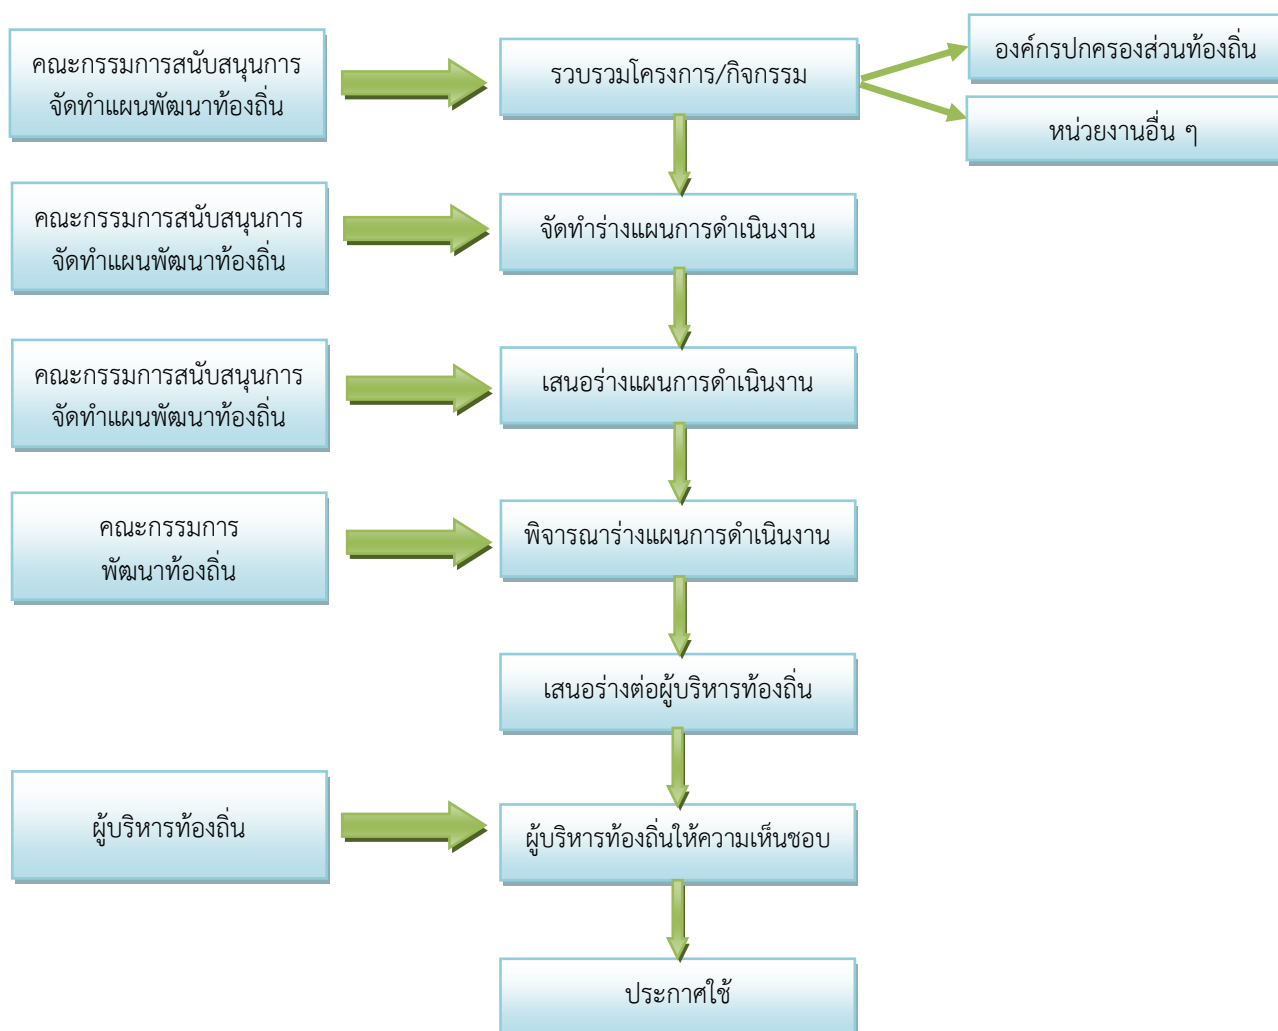 คณะกรรมการสนับสนุนการ
จัดทำแผนพัฒนาท้องถิ่น
รวบรวมโครงการ/กิจกรรม
องค์กรปกครองส่วนท้องถิ่น
หน่วยงานอื่น ๆ
คณะกรรมการสนับสนุนการ
จัดทำแผนพัฒนาท้องถิ่น
จัดทำร่างแผนการดำเนินงาน
คณะกรรมการสนับสนุนการ
จัดทำแผนพัฒนาท้องถิ่น
เสนอร่างแผนการดำเนินงาน
คณะกรรมการ
พัฒนาท้องถิ่น
พิจารณาร่างแผนการดำเนินงาน
เสนอร่างต่อผู้บริหารท้องถิ่น
ผู้บริหารท้องถิ่น
ผู้บริหารท้องถิ่นให้ความเห็นชอบ
ประกาศใช้